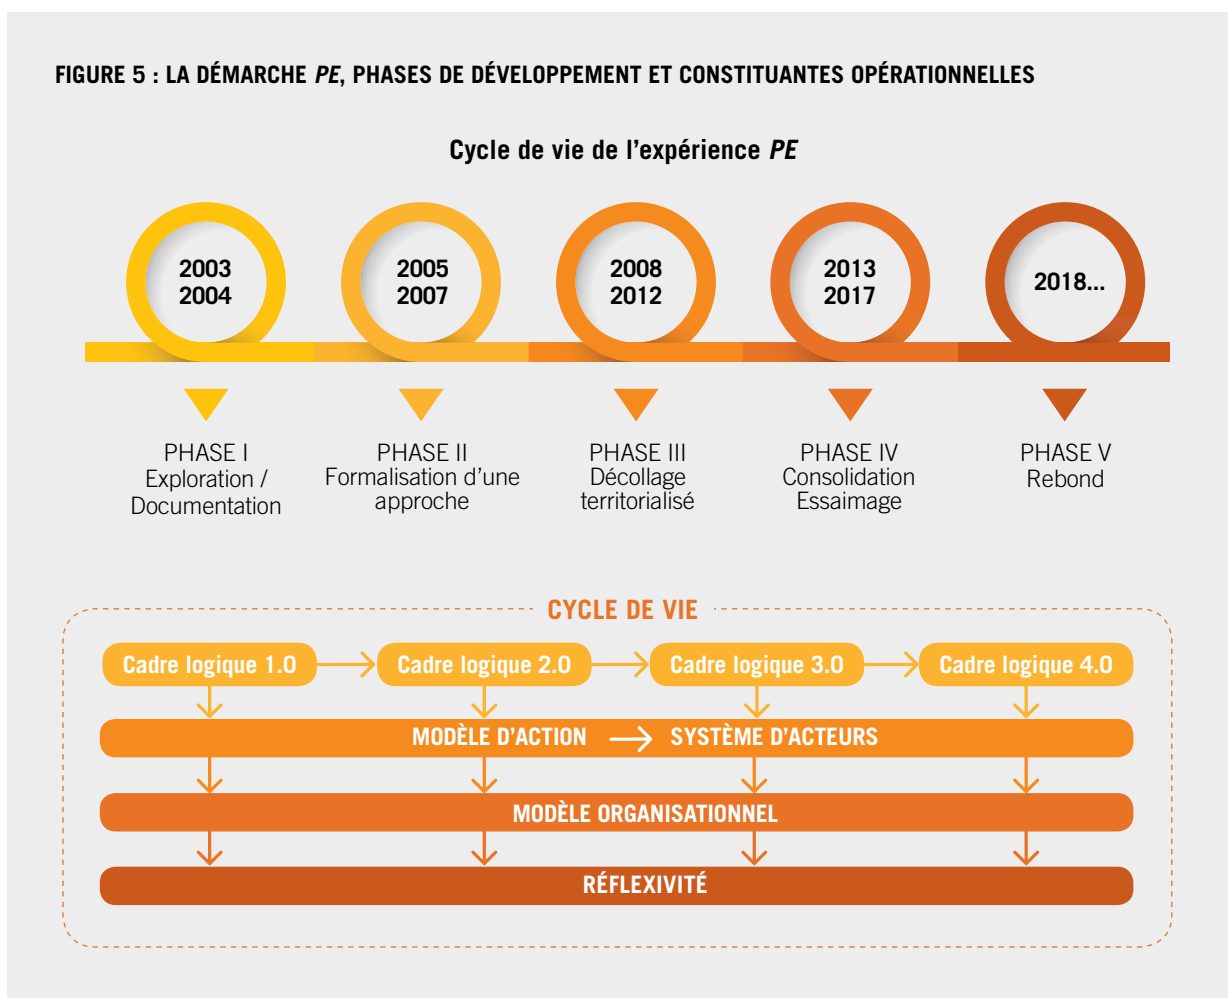 FIGURE 5 : LA DÉMARCHE PE, PHASES DE DÉVELOPPEMENT ET CONSTITUANTES OPÉRATIONNELLES
Cycle de vie de l’expérience PE
2003
2004
2005
2007
2008
2012
2013
2017
2018...
PHASE I
Exploration /
Documentation
PHASE II
Formalisation d’une
approche
PHASE III
Décollage
territorialisé
PHASE IV
Consolidation
Essaimage
PHASE V
Rebond
CYCLE DE VIE
Cadre logique 1.0
Cadre logique 2.0
Cadre logique 3.0
Cadre logique 4.0
MODÈLE D’ACTION → SYSTÈME D’ACTEURS
MODÈLE ORGANISATIONNEL
RÉFLEXIVITÉ